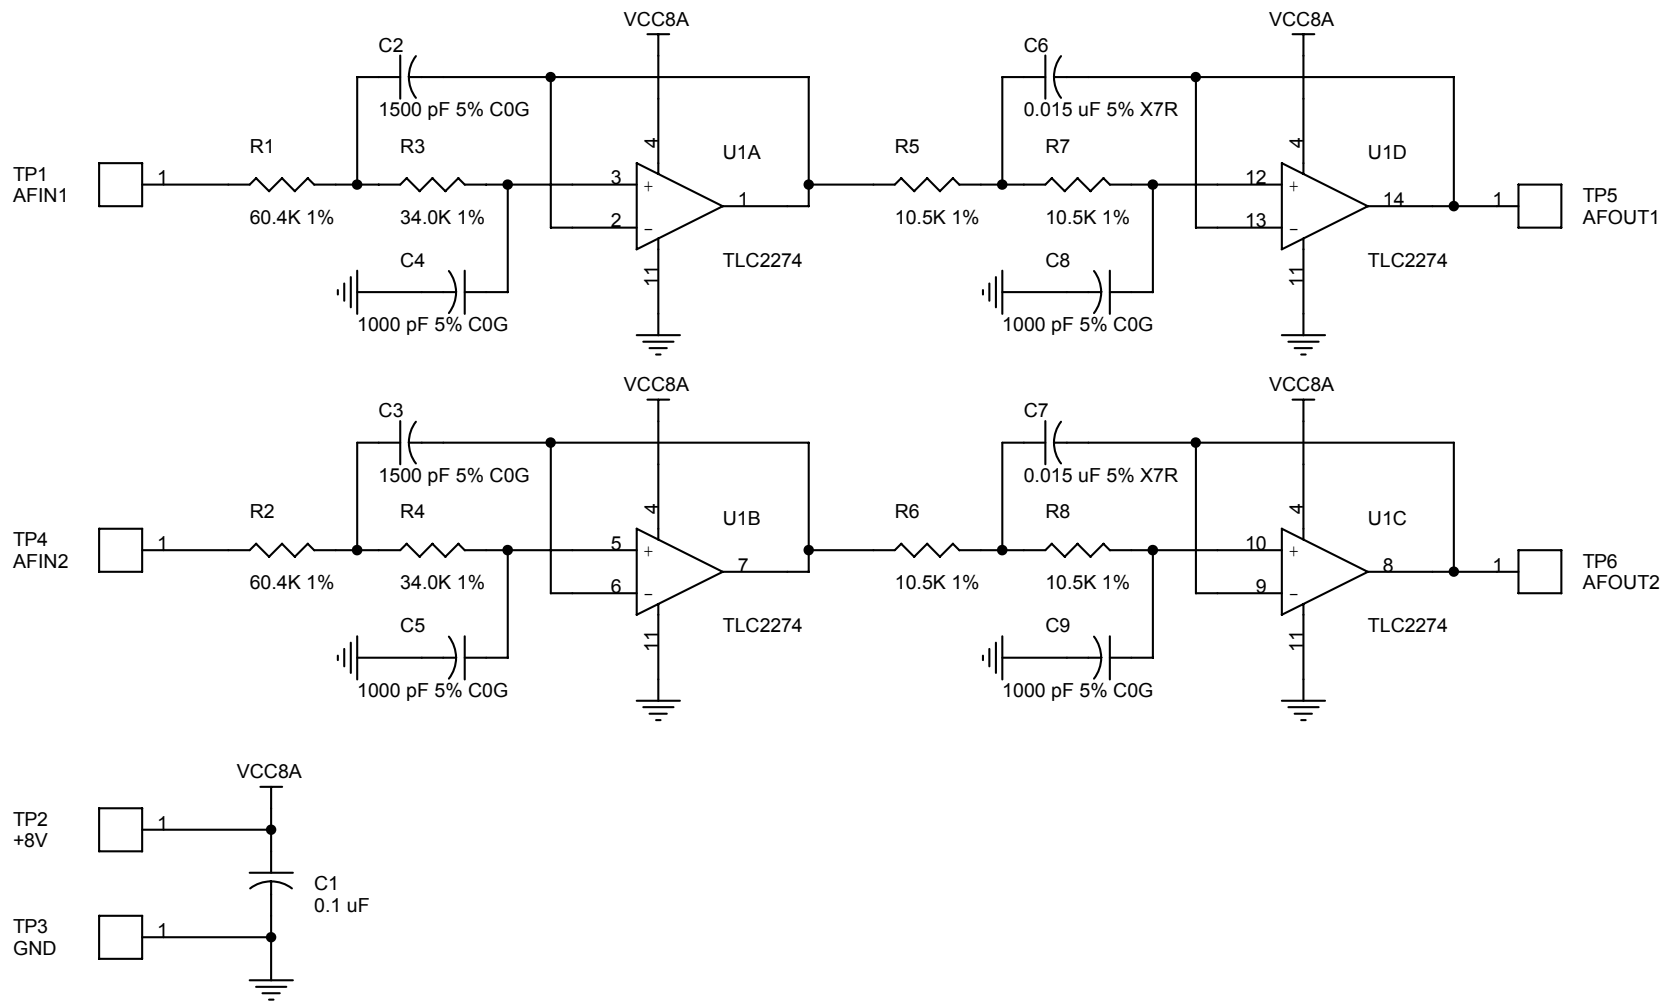 VCC8A
VCC8A
C2
1500 pF 5% C0G
C6
0.015 uF 5% X7R
TP1
AFIN1
1
R1
60.4K 1%
R3
34.0K 1%
3
2
+
−
4
11
U1A
1
TLC2274
C4
1000 pF 5% C0G
R5
10.5K 1%
R7
10.5K 1%
12
13
+
−
4
11
U1D
14
TLC2274
C8
1000 pF 5% C0G
1
TP5
AFOUT1
VCC8A
VCC8A
C3
1500 pF 5% C0G
C7
0.015 uF 5% X7R
TP4
AFIN2
1
R2
60.4K 1%
R4
34.0K 1%
5
6
+
−
4
11
U1B
7
TLC2274
C5
1000 pF 5% C0G
R6
10.5K 1%
R8
10.5K 1%
10
9
+
−
4
11
U1C
8
TLC2274
C9
1000 pF 5% C0G
1
TP6
AFOUT2
VCC8A
TP2
+8V
1
C1
0.1 uF
TP3
GND
1